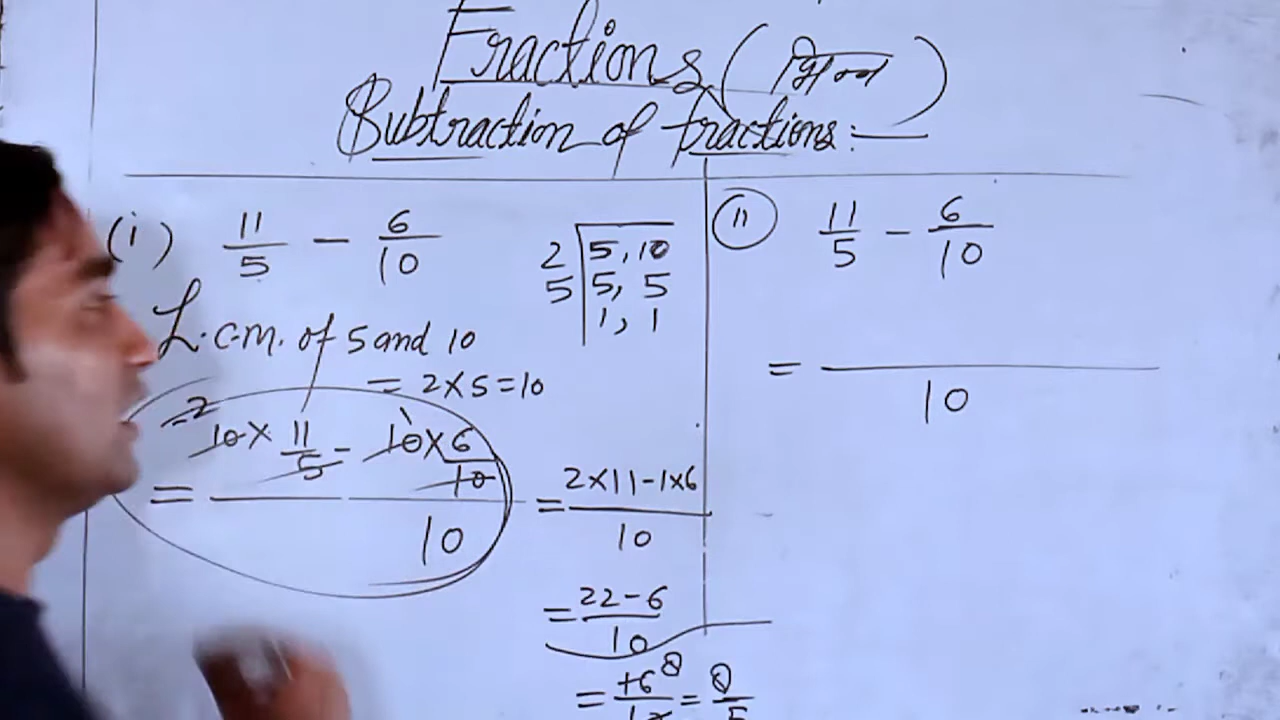 Fractions (भिन्न)
Subtraction of fractions:—
(i) 11/5 − 6/10
2 | 5, 10
5 | 5, 5
1, 1
L.C.M. of 5 and 10
= 2×5=10
= (10× 11/5 − 10×6/10)/10
2 1
= (2×11−1×6)/10
= (22−6)/10
(ii) 11/5 − 6/10
= /10